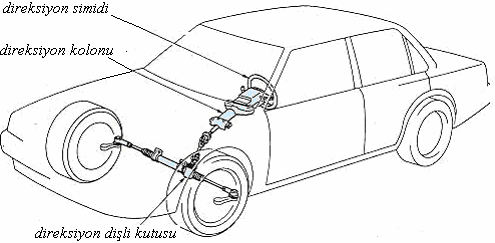 direksiyon simidi
direksiyon kolonu
direksiyon dişli kutusu